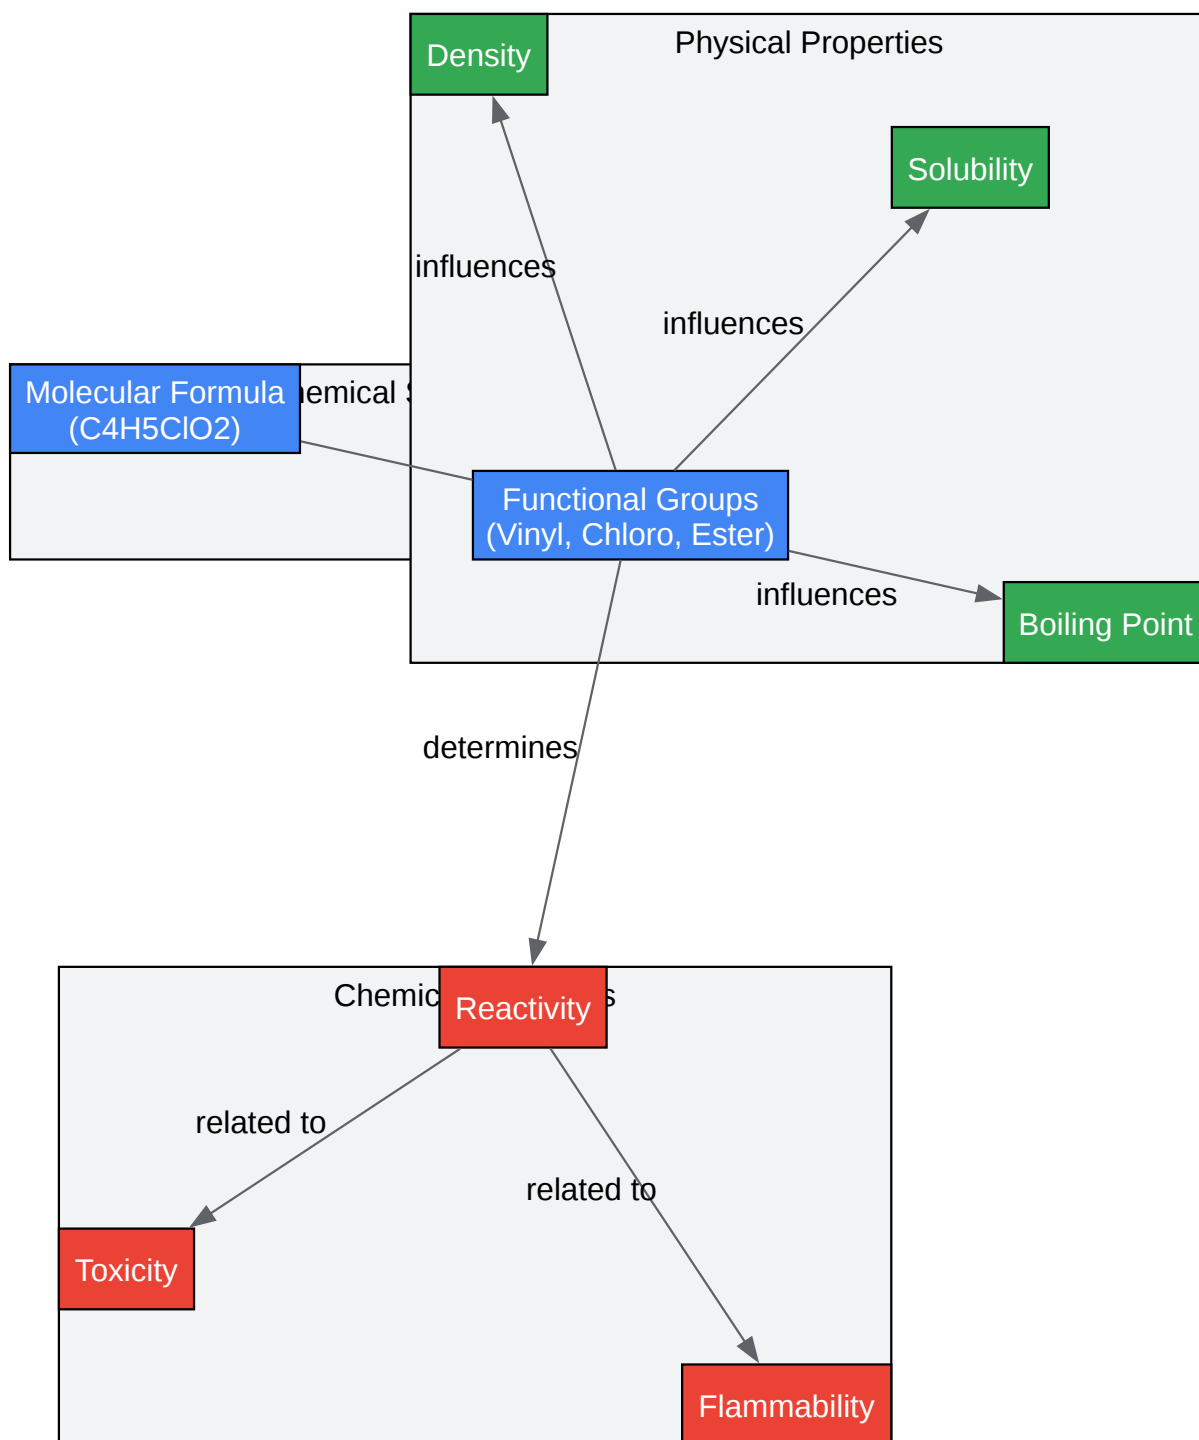 Density
Physical Properties
Solubility
influences
influences
Molecular Formula
(C4H5ClO2)
Functional Groups
(Vinyl, Chloro, Ester)
influences
Boiling Point
determines
Reactivity
related to
related to
Toxicity
Flammability